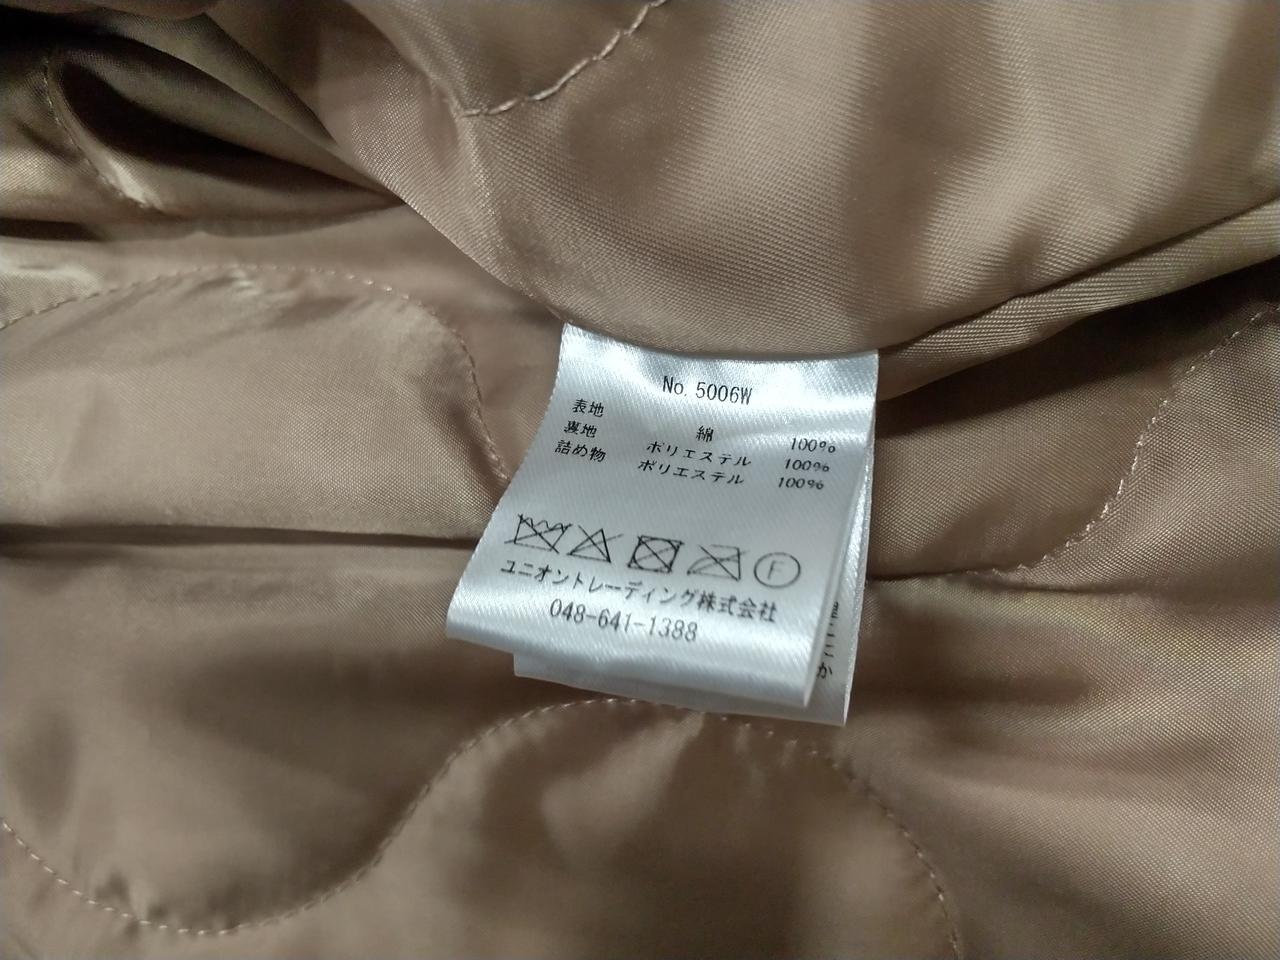 No. 5006W
表地 綿 100%
裏地 ポリエステル 100%
詰め物 ポリエステル 100%
F
ユニオントレーディング株式会社
048-641-1388